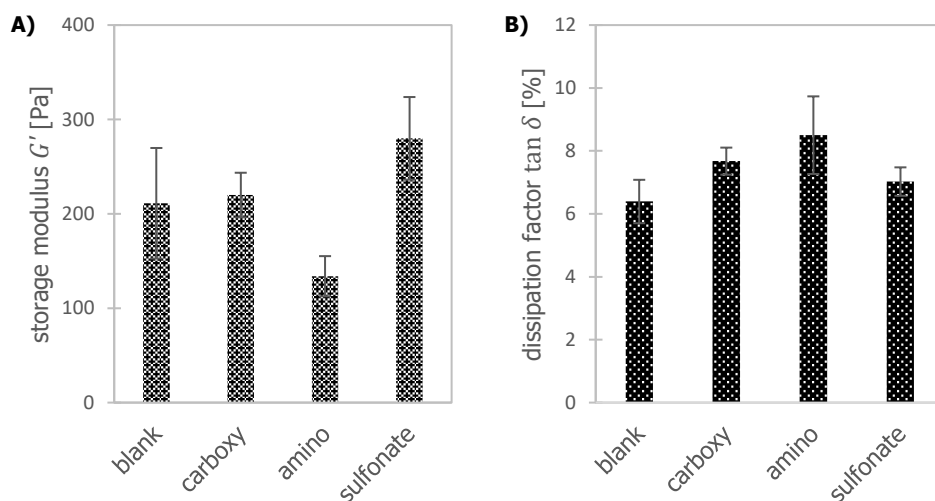 A)
storage modulus G′ [Pa]
400
300
200
100
0
blank
carboxy
amino
sulfonate
B)
dissipation factor tan δ [%]
12
10
8
6
4
2
0
blank
carboxy
amino
sulfonate